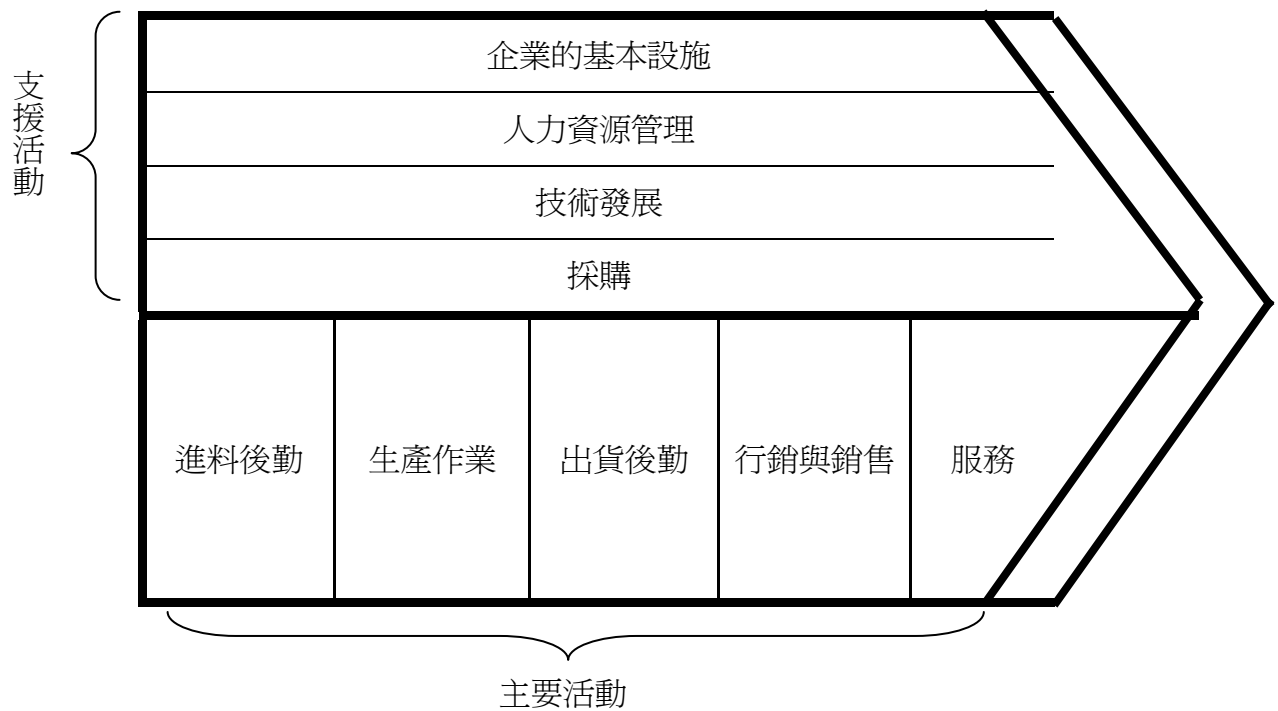 支援活動
企業的基本設施
人力資源管理
技術發展
採購
進料後勤
生產作業
出貨後勤
行銷與銷售
服務
主要活動